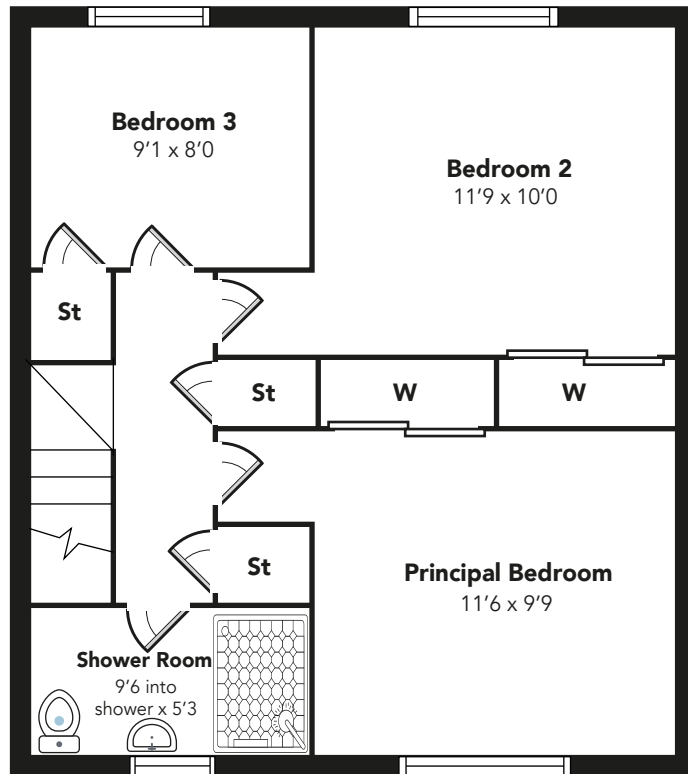 Bedroom 3
9’1 x 8’0
Bedroom 2
11’9 x 10’0
St
St
W
W
St
Principal Bedroom
11’6 x 9’9
Shower Room
9’6 into
shower x 5’3